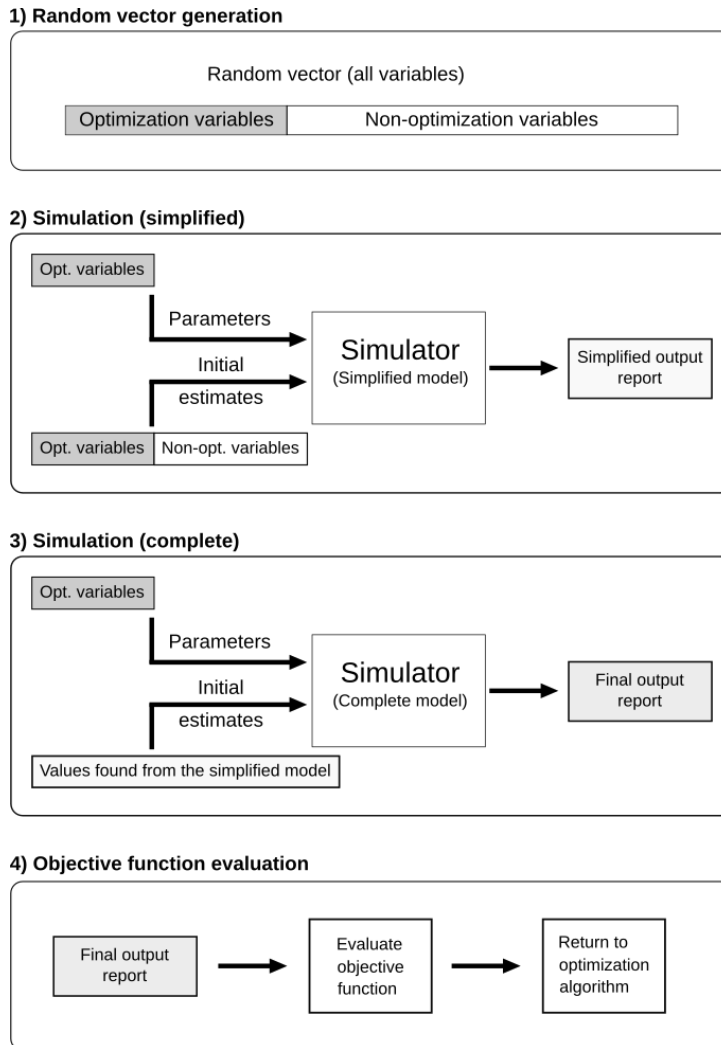 1) Random vector generation
Random vector (all variables)
Optimization variables
Non-optimization variables
2) Simulation (simplified)
Opt. variables
Parameters
Initial
estimates
Opt. variables
Non-opt. variables
Simulator
(Simplified model)
Simplified output
report
3) Simulation (complete)
Opt. variables
Parameters
Initial
estimates
Values found from the simplified model
Simulator
(Complete model)
Final output
report
4) Objective function evaluation
Final output
report
Evaluate
objective
function
Return to
optimization
algorithm